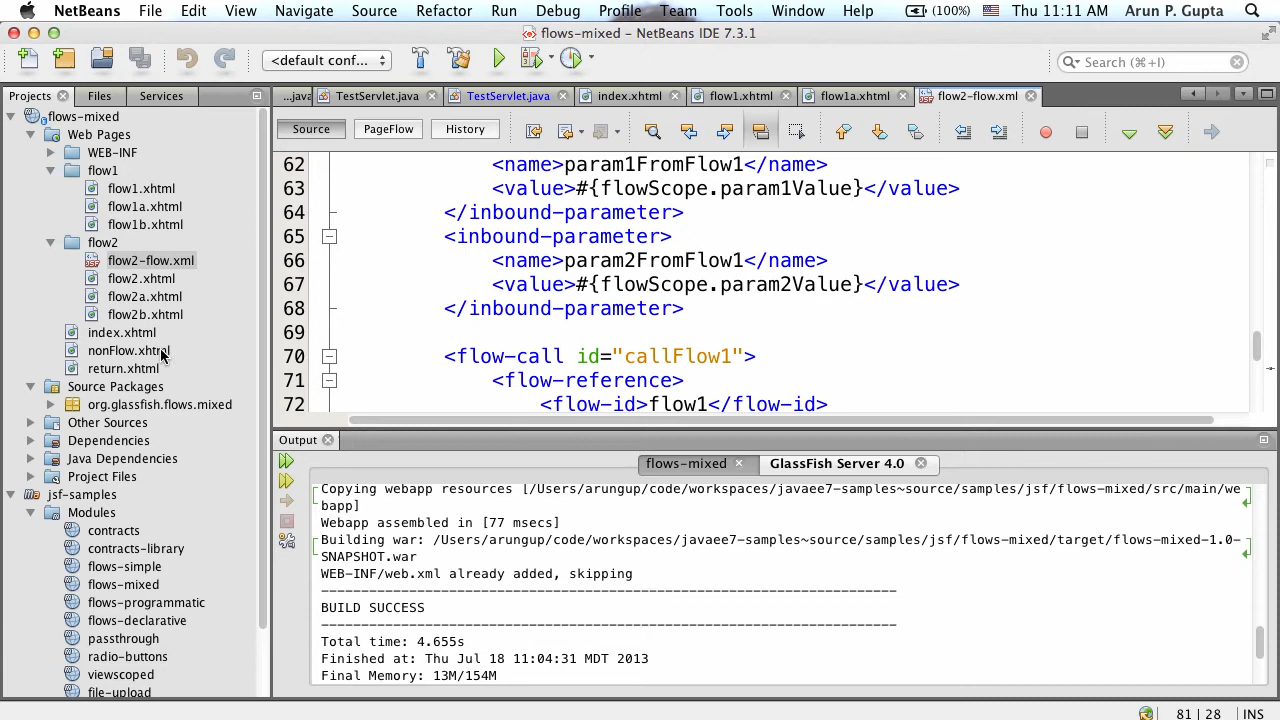 NetBeans File Edit View Navigate Source Refactor Run Debug Profile Team Tools Window Help (100%) Thu 11:11 AM Arun P. Gupta
flows-mixed – NetBeans IDE 7.3.1
<default conf... Search (⌘+I)
Projects Files Services
...java TestServlet.java TestServlet.java index.xhtml flow1.xhtml flow1a.xhtml flow2-flow.xml
Source PageFlow History
flows-mixed
Web Pages
WEB-INF
flow1
flow1.xhtml
flow1a.xhtml
flow1b.xhtml
flow2
flow2-flow.xml
flow2.xhtml
flow2a.xhtml
flow2b.xhtml
index.xhtml
nonFlow.xhtml
return.xhtml
Source Packages
org.glassfish.flows.mixed
Other Sources
Dependencies
Java Dependencies
Project Files
jsf-samples
Modules
contracts
contracts-library
flows-simple
flows-mixed
flows-programmatic
flows-declarative
passthrough
radio-buttons
viewscoped
file-upload
62 <name>param1FromFlow1</name>
63 <value>#{flowScope.param1Value}</value>
64 </inbound-parameter>
65 <inbound-parameter>
66 <name>param2FromFlow1</name>
67 <value>#{flowScope.param2Value}</value>
68 </inbound-parameter>
69
70 <flow-call id="callFlow1">
71 <flow-reference>
72 <flow-id>flow1</flow-id>
Output
flows-mixed GlassFish Server 4.0
Copying webapp resources [/Users/arungup/code/workspaces/javaee7-samples~source/samples/jsf/flows-mixed/src/main/we
bapp]
Webapp assembled in [77 msecs]
Building war: /Users/arungup/code/workspaces/javaee7-samples~source/samples/jsf/flows-mixed/target/flows-mixed-1.0-
SNAPSHOT.war
WEB-INF/web.xml already added, skipping
------------------------------------------------------------------------
BUILD SUCCESS
------------------------------------------------------------------------
Total time: 4.655s
Finished at: Thu Jul 18 11:04:31 MDT 2013
Final Memory: 13M/154M
81 | 28 INS